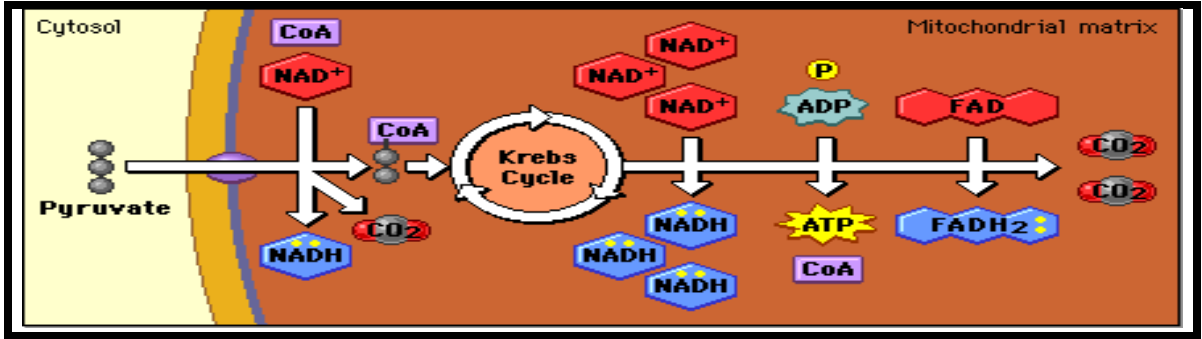 Cytosol
Mitochondrial matrix
CoA
NAD+
Pyruvate
NADH
CO2
CoA
Krebs
Cycle
NAD+
NAD+
NAD+
NADH
NADH
NADH
P
ADP
ATP
CoA
FAD
FADH2
CO2
CO2